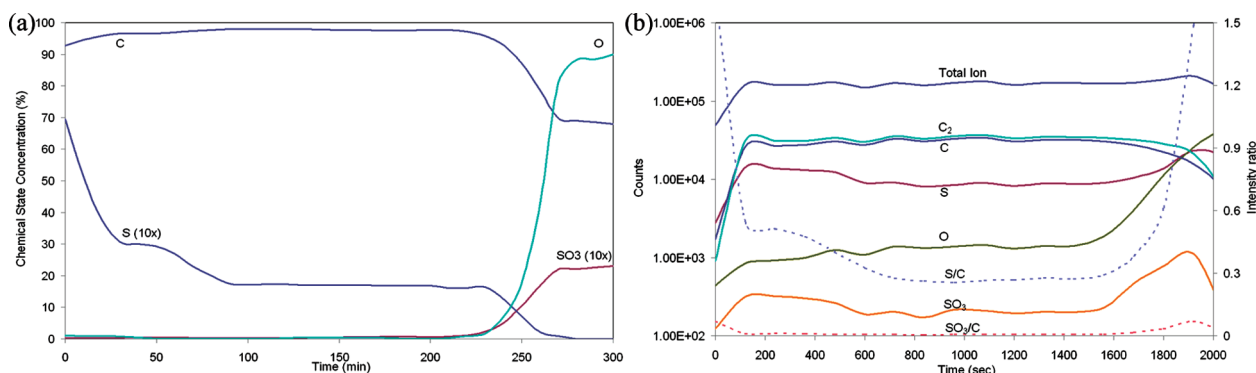 (a)
100
90
80
70
60
50
40
30
20
10
0
Chemical State Concentration (%)
C
O
S (10x)
SO3 (10x)
0
50
100
150
200
250
300
Time (min)
(b)
1.00E+06
1.00E+05
1.00E+04
1.00E+03
1.00E+02
Counts
Total Ion
C2
C
S
O
S/C
SO3
SO3/C
1.5
1.2
0.9
0.6
0.3
0
Intensity ratio
0
200
400
600
800
1000
1200
1400
1600
1800
2000
Time (sec)